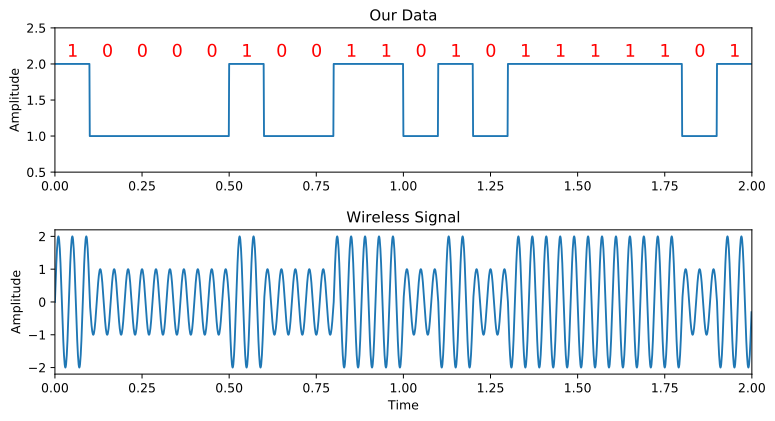 Our Data
Amplitude
2.5
2.0
1.5
1.0
0.5
1 0 0 0 0 1 0 0 1 1 0 1 0 1 1 1 1 1 0 1
0.00 0.25 0.50 0.75 1.00 1.25 1.50 1.75 2.00
Wireless Signal
Amplitude
2
1
0
−1
−2
0.00 0.25 0.50 0.75 1.00 1.25 1.50 1.75 2.00
Time